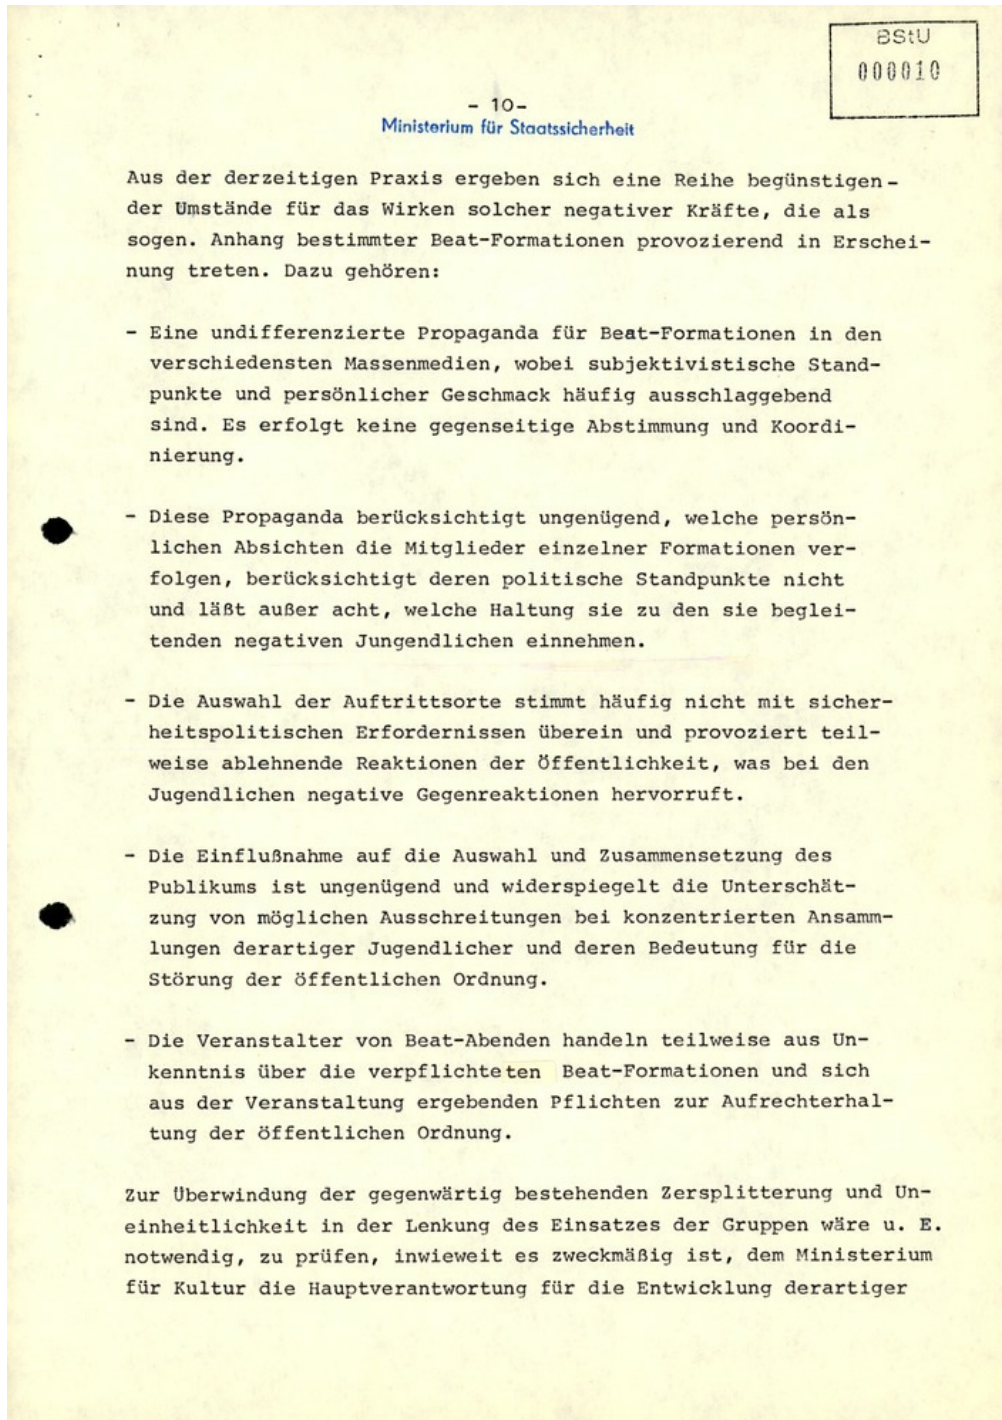 BStU
000010
- 10-
Ministerium für Staatssicherheit
Aus der derzeitigen Praxis ergeben sich eine Reihe begünstigen-
der Umstände für das Wirken solcher negativer Kräfte, die als
sogen. Anhang bestimmter Beat-Formationen provozierend in Erschei-
nung treten. Dazu gehören:
- Eine undifferenzierte Propaganda für Beat-Formationen in den
verschiedensten Massenmedien, wobei subjektivistische Stand-
punkte und persönlicher Geschmack häufig ausschlaggebend
sind. Es erfolgt keine gegenseitige Abstimmung und Koordi-
nierung.
- Diese Propaganda berücksichtigt ungenügend, welche persön-
lichen Absichten die Mitglieder einzelner Formationen ver-
folgen, berücksichtigt deren politische Standpunkte nicht
und läßt außer acht, welche Haltung sie zu den sie beglei-
tenden negativen Jungendlichen einnehmen.
- Die Auswahl der Auftrittsorte stimmt häufig nicht mit sicher-
heitspolitischen Erfordernissen überein und provoziert teil-
weise ablehnende Reaktionen der Öffentlichkeit, was bei den
Jugendlichen negative Gegenreaktionen hervorruft.
- Die Einflußnahme auf die Auswahl und Zusammensetzung des
Publikums ist ungenügend und widerspiegelt die Unterschät-
zung von möglichen Ausschreitungen bei konzentrierten Ansamm-
lungen derartiger Jugendlicher und deren Bedeutung für die
Störung der öffentlichen Ordnung.
- Die Veranstalter von Beat-Abenden handeln teilweise aus Un-
kenntnis über die verpflichteten Beat-Formationen und sich
aus der Veranstaltung ergebenden Pflichten zur Aufrechterhal-
tung der öffentlichen Ordnung.
Zur Überwindung der gegenwärtig bestehenden Zersplitterung und Un-
einheitlichkeit in der Lenkung des Einsatzes der Gruppen wäre u. E.
notwendig, zu prüfen, inwieweit es zweckmäßig ist, dem Ministerium
für Kultur die Hauptverantwortung für die Entwicklung derartiger